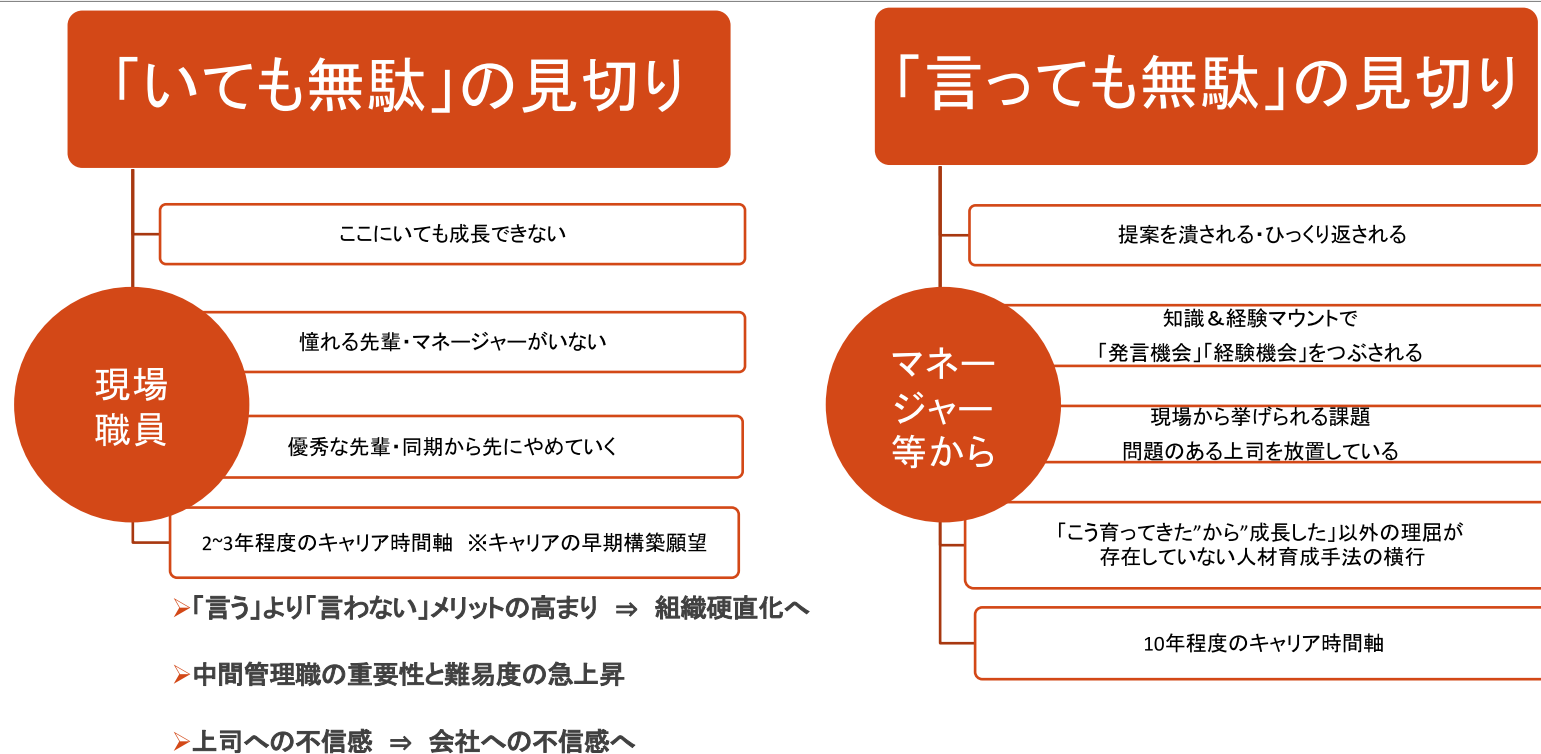 「いても無駄」の見切り
ここにいても成長できない
憧れる先輩・マネージャーがいない
現場
職員
優秀な先輩・同期から先にやめていく
2~3年程度のキャリア時間軸　※キャリアの早期構築願望
➢「言う」より「言わない」メリットの高まり　⇒　組織硬直化へ
➢中間管理職の重要性と難易度の急上昇
➢上司への不信感　⇒　会社への不信感へ
「言っても無駄」の見切り
提案を潰される・ひっくり返される
知識＆経験マウントで
「発言機会」「経験機会」をつぶされる
マネー
ジャー
等から
現場から挙げられる課題
問題のある上司を放置している
「こう育ってきた”から”成長した」以外の理屈が
存在していない人材育成手法の横行
10年程度のキャリア時間軸